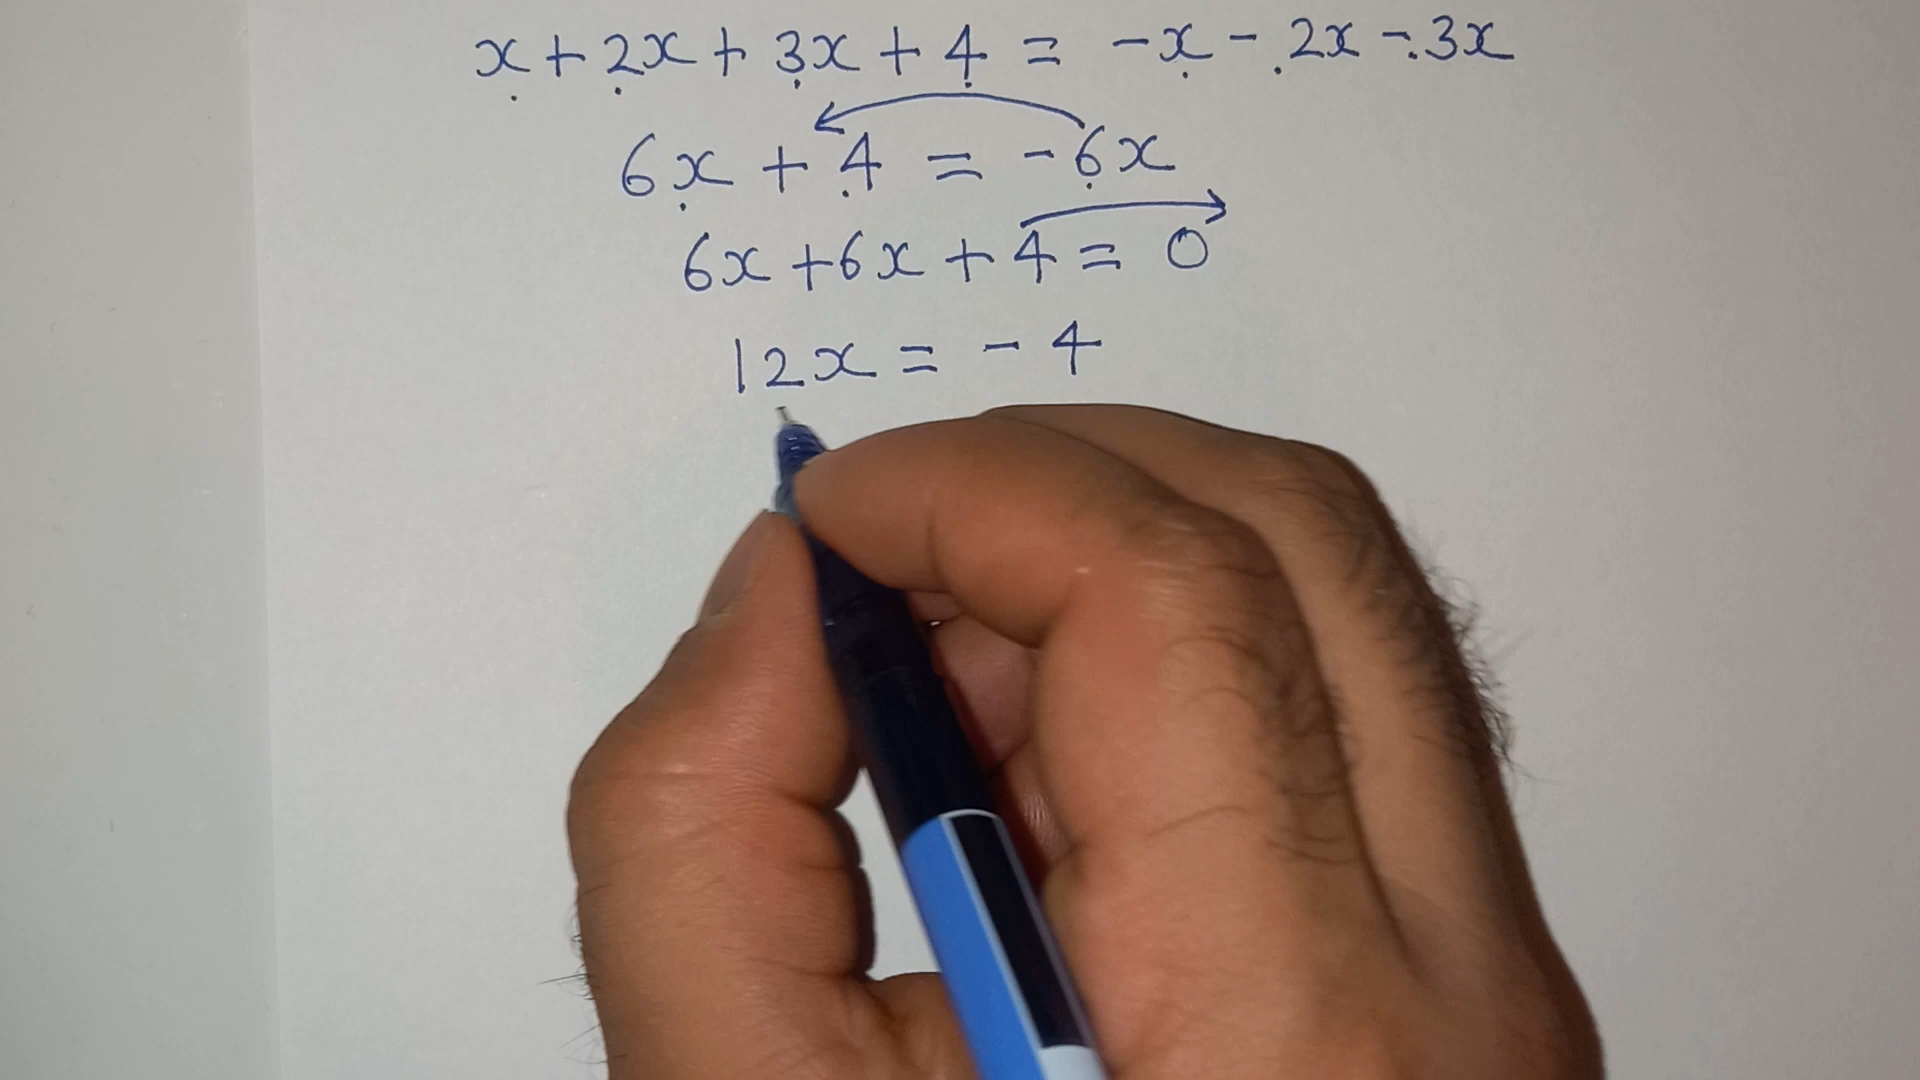 x + 2x + 3x + 4 = -x - 2x - 3x
6x + 4 = -6x
6x + 6x + 4 = 0
12x = -4